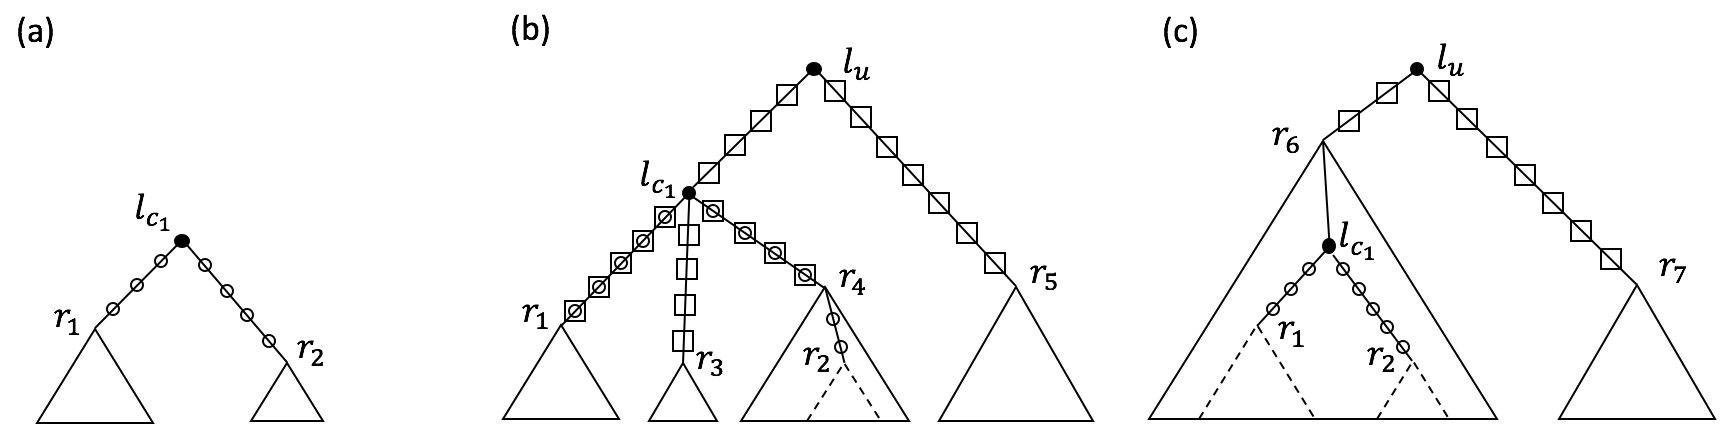 (a)
l_{c_1}
r_1
r_2
(b)
l_u
l_{c_1}
r_1
r_3
r_2
r_4
r_5
(c)
l_u
r_6
l_{c_1}
r_1
r_2
r_7